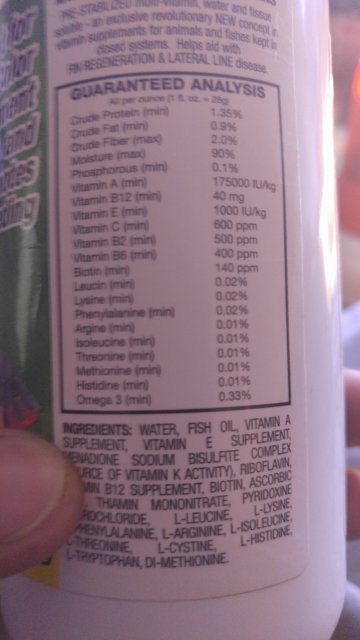 PRE-STABILIZED multi-vitamin, water and tissue
soluble - an exclusive revolutionary NEW concept in
vitamin supplements for animals and fishes kept in
closed systems. Helps aid with
FIN REGENERATION & LATERAL LINE disease.
GUARANTEED ANALYSIS
All per ounce (1 fl. oz. = 28g)
Crude Protein (min) 1.35%
Crude Fat (min) 0.9%
Crude Fiber (max) 2.0%
Moisture (max) 90%
Phosphorous (min) 0.1%
Vitamin A (min) 175000 IU/kg
Vitamin B12 (min) 40 mg
Vitamin E (min) 1000 IU/kg
Vitamin C (min) 600 ppm
Vitamin B2 (min) 500 ppm
Vitamin B6 (min) 400 ppm
Biotin (min) 140 ppm
Leucin (min) 0.02%
Lysine (min) 0.02%
Phenylalanine (min) 0.02%
Argine (min) 0.01%
Isoleucine (min) 0.01%
Threonine (min) 0.01%
Methionine (min) 0.01%
Histidine (min) 0.01%
Omega 3 (min) 0.33%
INGREDIENTS: WATER, FISH OIL, VITAMIN A
SUPPLEMENT, VITAMIN E SUPPLEMENT,
MENADIONE SODIUM BISULFITE COMPLEX
OF VITAMIN K ACTIVITY), RIBOFLAVIN,
B12 SUPPLEMENT, BIOTIN, ASCORBIC
THIAMIN MONONITRATE, PYRIDOXINE
L-LEUCINE, L-LYSINE,
L-ARGININE, L-ISOLEUCINE,
L-THREONINE, L-CYSTINE, L-HISTIDINE,
L-TRYPTOPHAN, DI-METHIONINE.